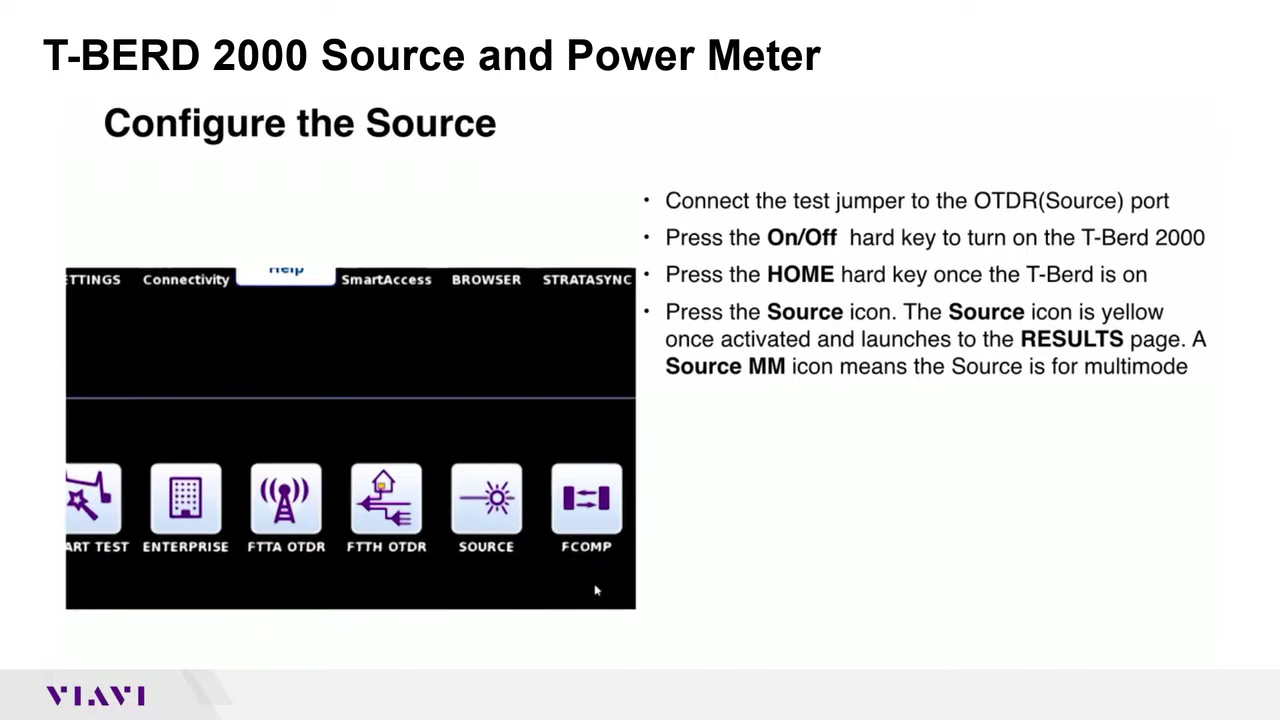 T-BERD 2000 Source and Power Meter
Configure the Source
• Connect the test jumper to the OTDR(Source) port
• Press the On/Off hard key to turn on the T-Berd 2000
• Press the HOME hard key once the T-Berd is on
• Press the Source icon. The Source icon is yellow
once activated and launches to the RESULTS page. A
Source MM icon means the Source is for multimode
TTINGS Connectivity Help SmartAccess BROWSER STRATASYNC
ART TEST ENTERPRISE FTTA OTDR FTTH OTDR SOURCE FCOMP
VIAVI